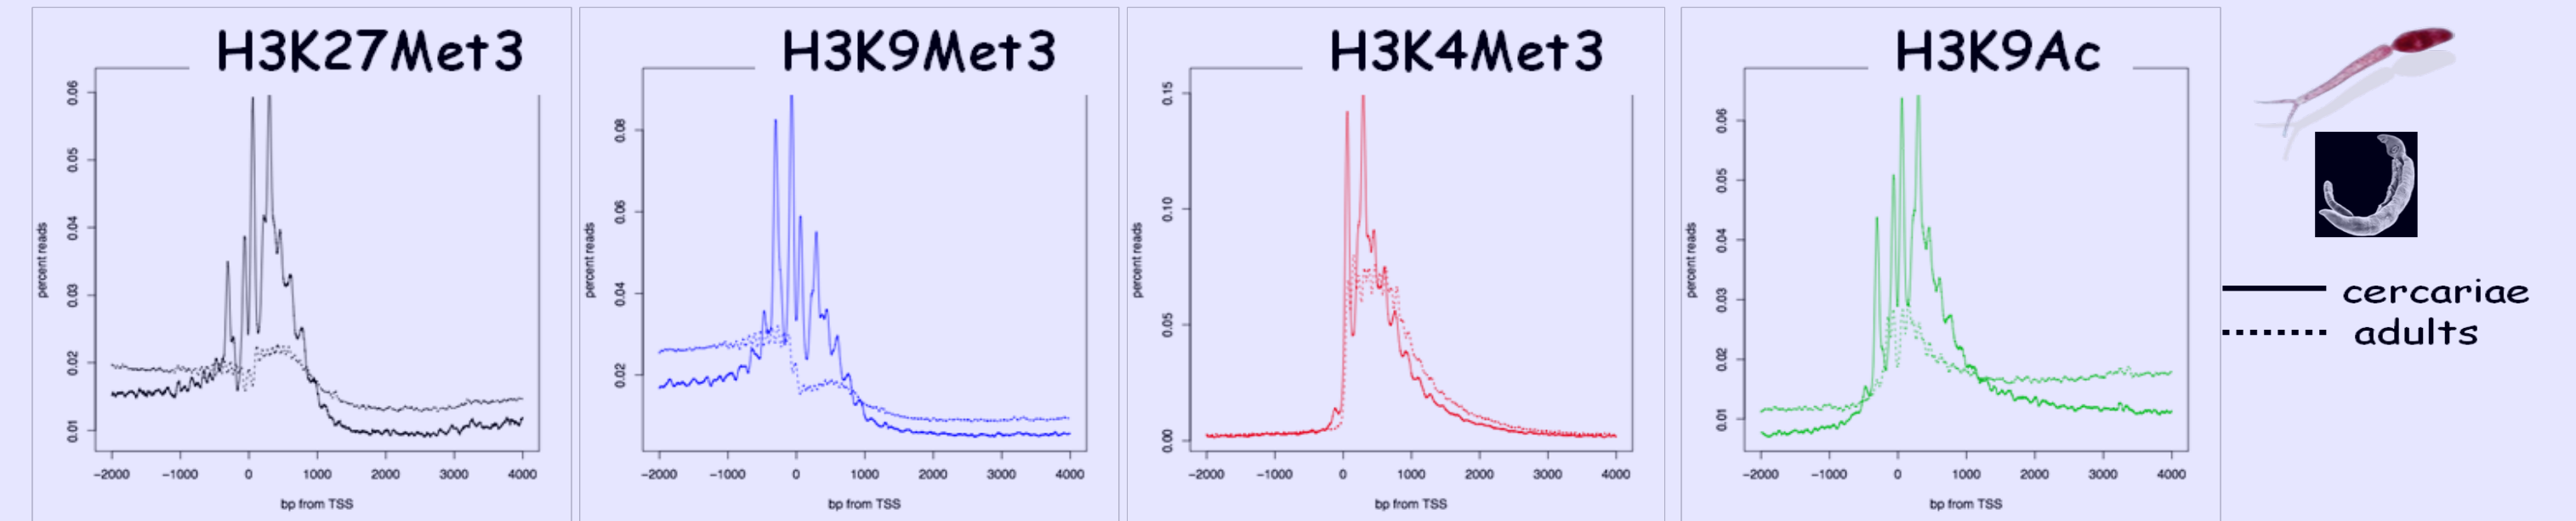 H3K27Met3
percent reads
0.06
0.05
0.04
0.03
0.02
0.01
-2000 -1000 0 1000 2000 3000 4000
bp from TSS
H3K9Met3
percent reads
0.08
0.06
0.04
0.02
-2000 -1000 0 1000 2000 3000 4000
bp from TSS
H3K4Met3
percent reads
0.15
0.10
0.05
0.00
-2000 -1000 0 1000 2000 3000 4000
bp from TSS
H3K9Ac
percent reads
0.06
0.05
0.04
0.03
0.02
0.01
-2000 -1000 0 1000 2000 3000 4000
bp from TSS
cercariae
adults